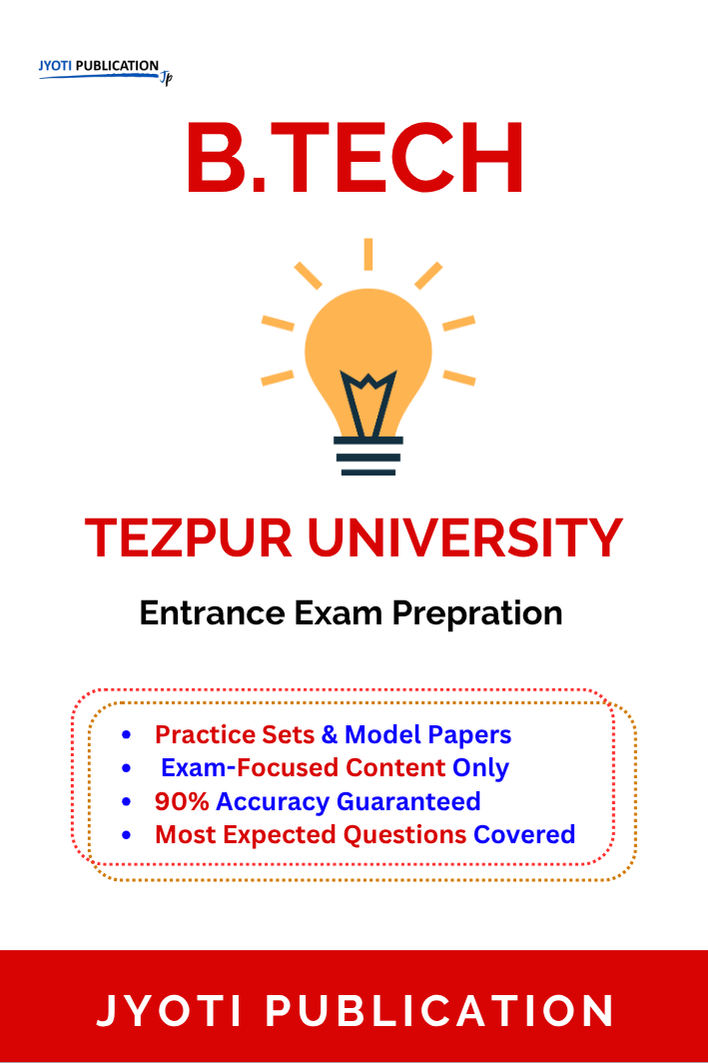 JYOTI PUBLICATION
Jp
B.TECH
TEZPUR UNIVERSITY
Entrance Exam Prepration
• Practice Sets & Model Papers
• Exam-Focused Content Only
• 90% Accuracy Guaranteed
• Most Expected Questions Covered
JYOTI PUBLICATION